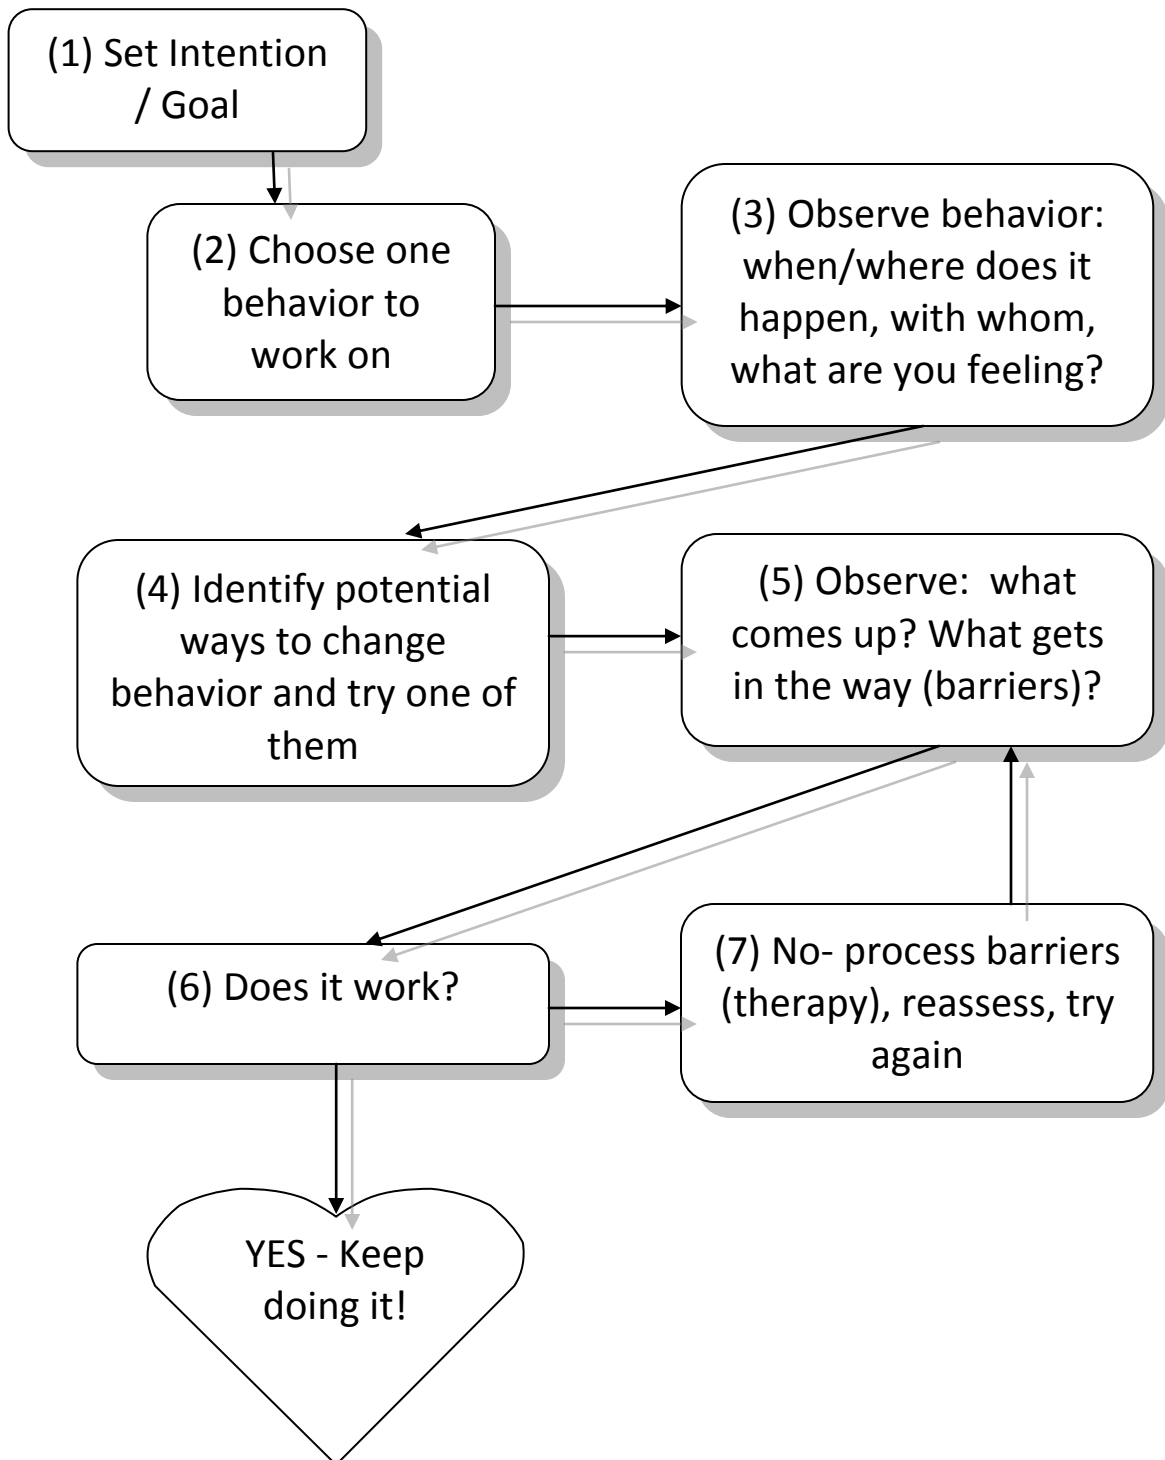 (1) Set Intention
/ Goal
(2) Choose one
behavior to
work on
(3) Observe behavior:
when/where does it
happen, with whom,
what are you feeling?
(4) Identify potential
ways to change
behavior and try one of
them
(5) Observe:  what
comes up? What gets
in the way (barriers)?
(6) Does it work?
(7) No- process barriers
(therapy), reassess, try
again
YES - Keep
doing it!